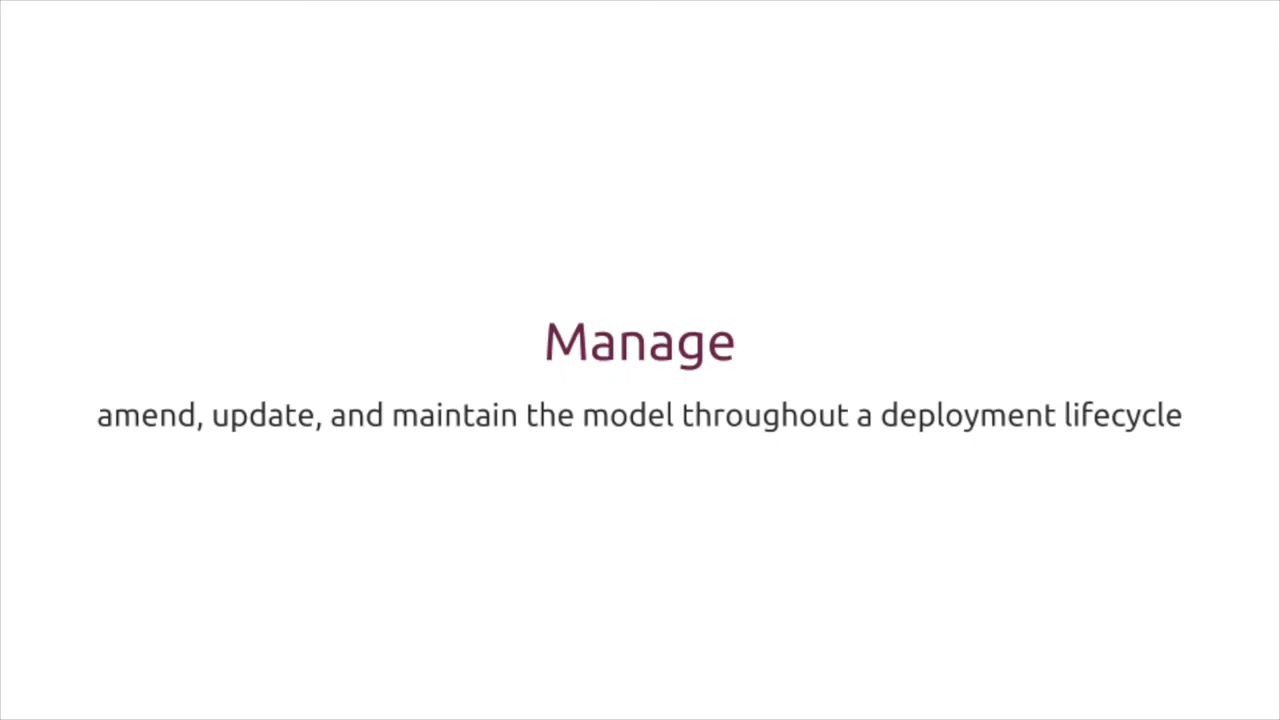 Manage
amend, update, and maintain the model throughout a deployment lifecycle